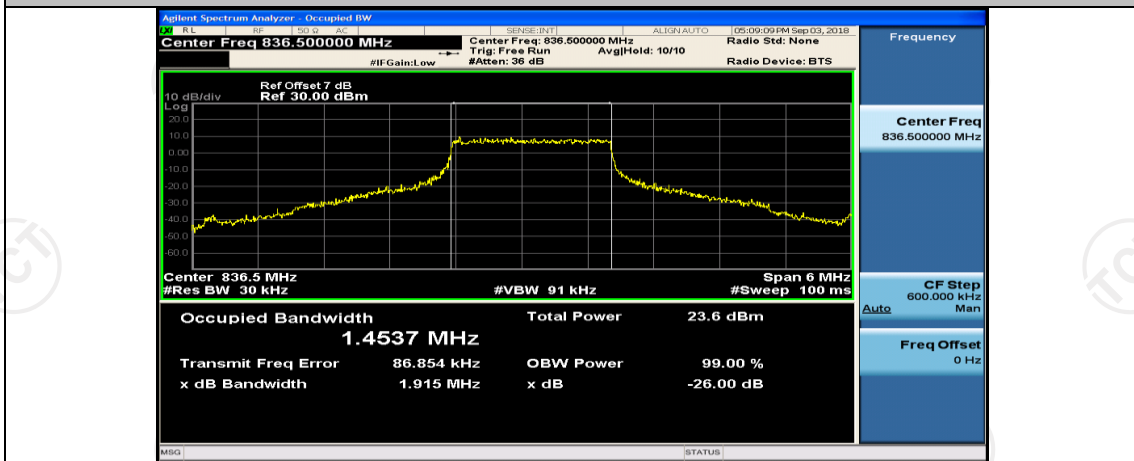 Agilent Spectrum Analyzer - Occupied BW
LXI RL RF 50 Ω AC SENSE:INT ALIGN AUTO 05:09:09 PM Sep 03, 2018
Center Freq 836.500000 MHz Center Freq: 836.500000 MHz Radio Std: None
Trig: Free Run Avg|Hold: 10/10
#IFGain:Low #Atten: 36 dB Radio Device: BTS
Ref Offset 7 dB
10 dB/div Ref 30.00 dBm
Log
20.0
10.0
0.00
-10.0
-20.0
-30.0
-40.0
-50.0
-60.0
Center 836.5 MHz Span 6 MHz
#Res BW 30 kHz #VBW 91 kHz #Sweep 100 ms
Occupied Bandwidth Total Power 23.6 dBm
1.4537 MHz
Transmit Freq Error 86.854 kHz OBW Power 99.00 %
x dB Bandwidth 1.915 MHz x dB -26.00 dB
MSG STATUS
Frequency
Center Freq
836.500000 MHz
CF Step
600.000 kHz
Auto Man
Freq Offset
0 Hz